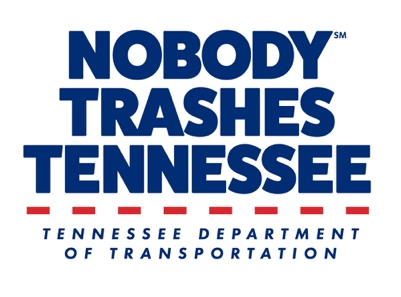 NOBODY℠
TRASHES
TENNESSEE
TENNESSEE DEPARTMENT
OF TRANSPORTATION